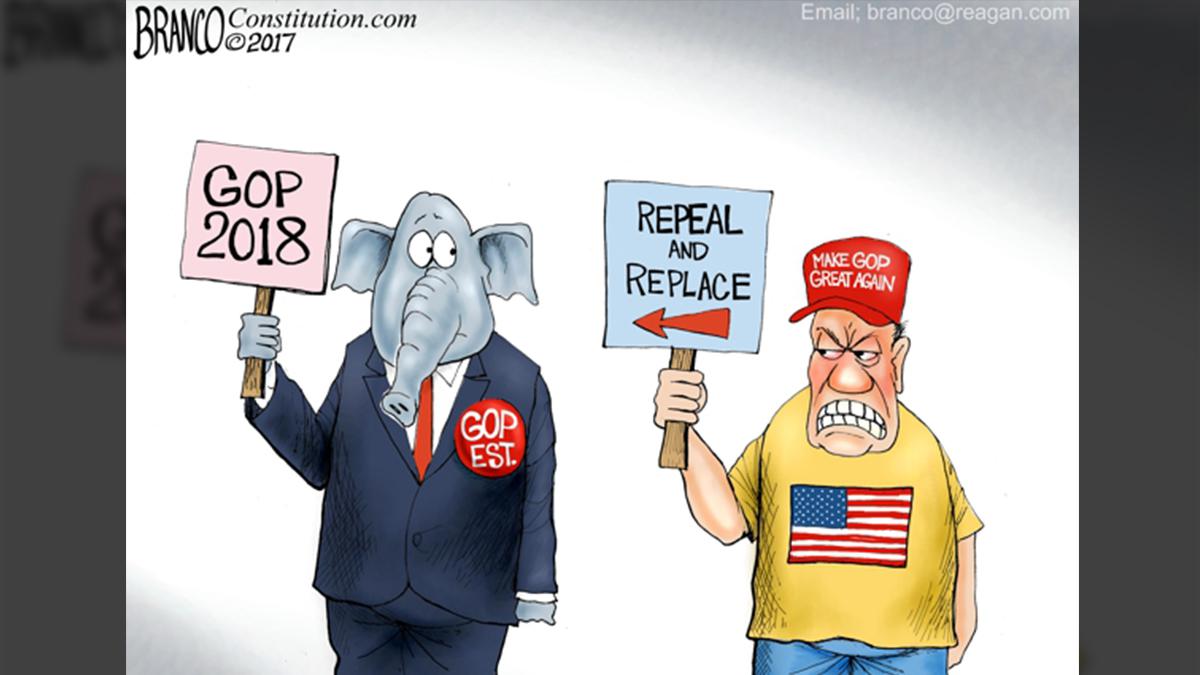 BRANCO
Constitution.com
©2017
Email; branco@reagan.com
GOP
2018
GOP
EST.
REPEAL
AND
REPLACE
MAKE GOP
GREAT AGAIN